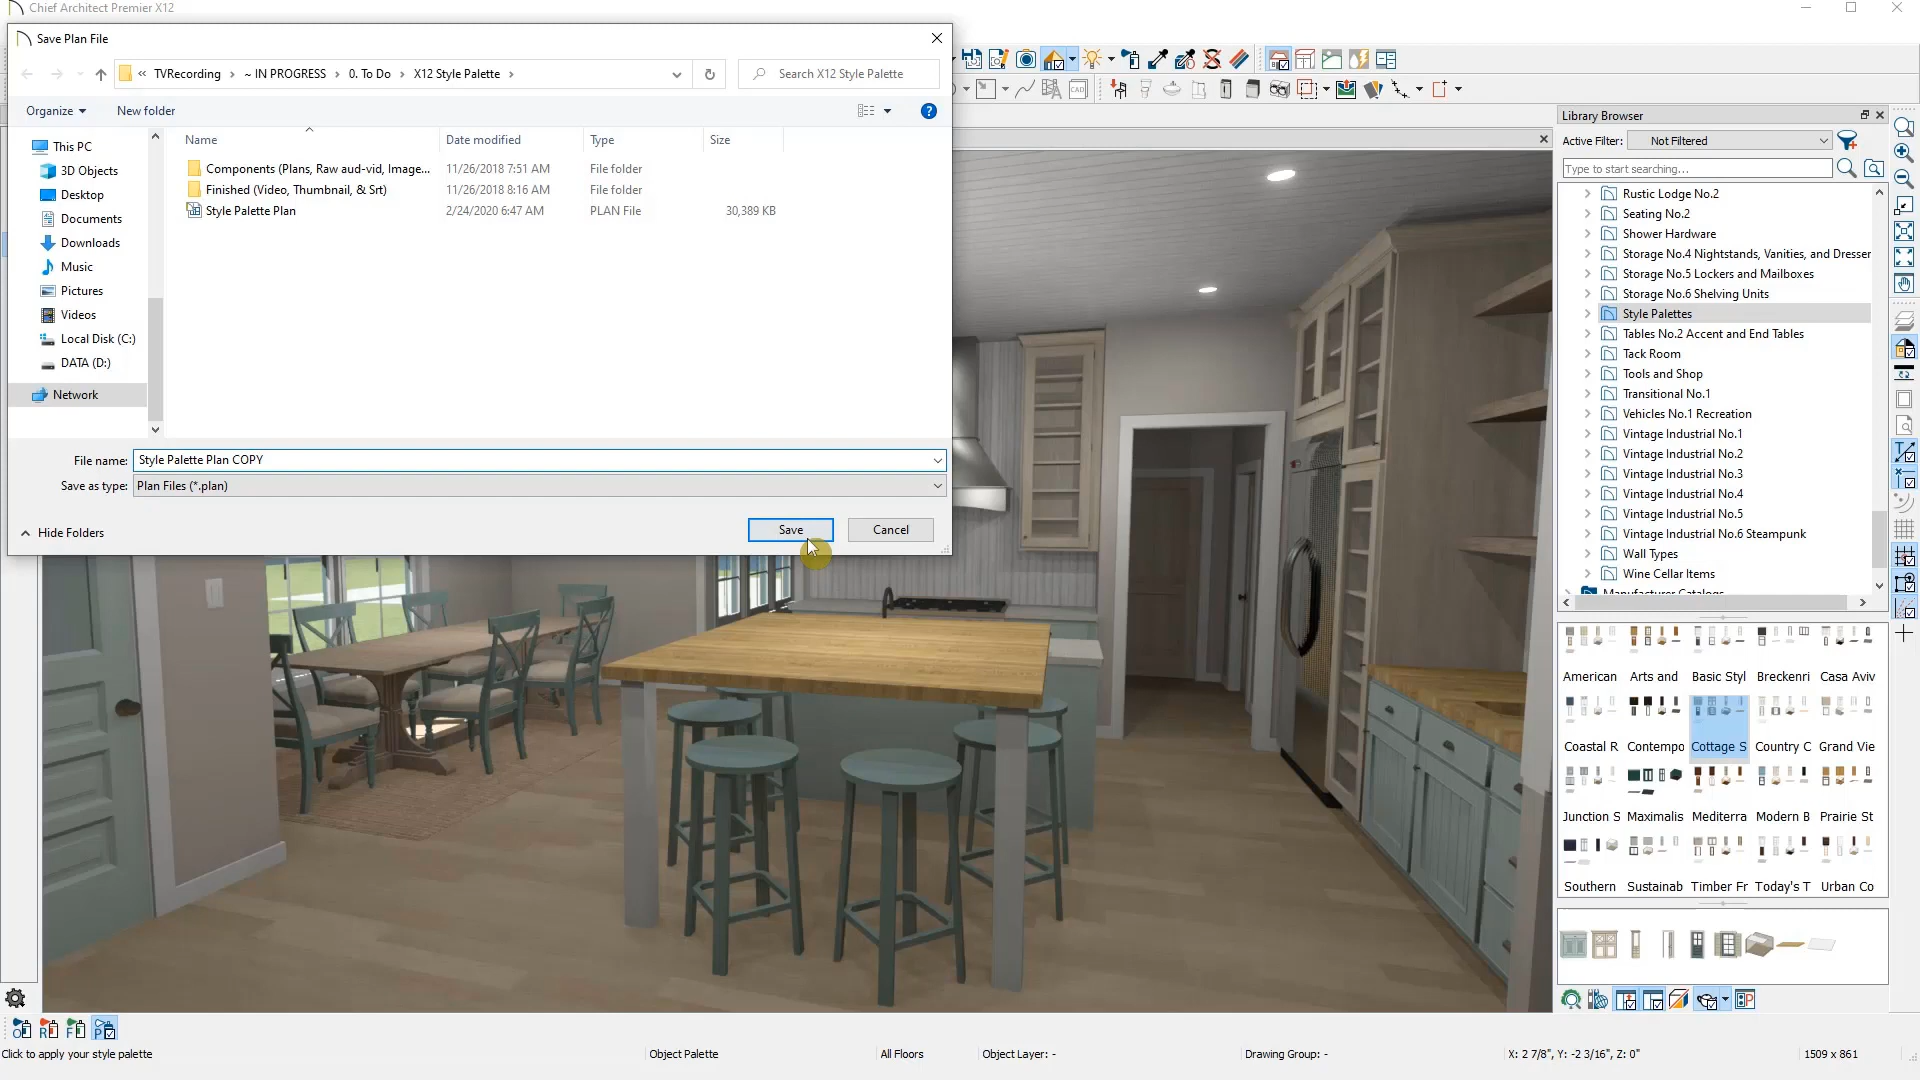 Chief Architect Premier X12
Save Plan File
« TVRecording › ~ IN PROGRESS › 0. To Do › X12 Style Palette ›
Search X12 Style Palette
Organize
New folder
Name
Date modified
Type
Size
This PC
3D Objects
Desktop
Documents
Downloads
Music
Pictures
Videos
Local Disk (C:)
DATA (D:)
Network
Components (Plans, Raw aud-vid, Image... 11/26/2018 7:51 AM File folder
Finished (Video, Thumbnail, & Srt) 11/26/2018 8:16 AM File folder
Style Palette Plan 2/24/2020 6:47 AM PLAN File 30,389 KB
File name: Style Palette Plan COPY
Save as type: Plan Files (*.plan)
Hide Folders
Save
Cancel
CAD
Library Browser
Active Filter: Not Filtered
Type to start searching...
Rustic Lodge No.2
Seating No.2
Shower Hardware
Storage No.4 Nightstands, Vanities, and Dresser
Storage No.5 Lockers and Mailboxes
Storage No.6 Shelving Units
Style Palettes
Tables No.2 Accent and End Tables
Tack Room
Tools and Shop
Transitional No.1
Vehicles No.1 Recreation
Vintage Industrial No.1
Vintage Industrial No.2
Vintage Industrial No.3
Vintage Industrial No.4
Vintage Industrial No.5
Vintage Industrial No.6 Steampunk
Wall Types
Wine Cellar Items
Manufacturer Catalogs
American Arts and Basic Styl Breckenri Casa Aviv
Coastal R Contempo Cottage S Country C Grand Vie
Junction S Maximalis Mediterra Modern B Prairie St
Southern Sustainab Timber Fr Today's T Urban Co
Click to apply your style palette
Object Palette
All Floors
Object Layer: -
Drawing Group: -
X: 2 7/8", Y: -2 3/16", Z: 0"
1509 x 861